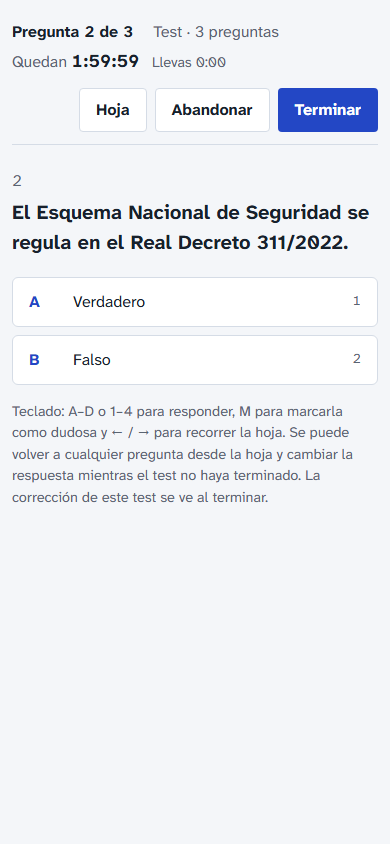 Pregunta 2 de 3 Test · 3 preguntas
Quedan 1:59:59 Llevas 0:00
Hoja Abandonar Terminar
2
El Esquema Nacional de Seguridad se
regula en el Real Decreto 311/2022.
A Verdadero 1
B Falso 2
Teclado: A–D o 1–4 para responder, M para marcarla
como dudosa y ← / → para recorrer la hoja. Se puede
volver a cualquier pregunta desde la hoja y cambiar la
respuesta mientras el test no haya terminado. La
corrección de este test se ve al terminar.